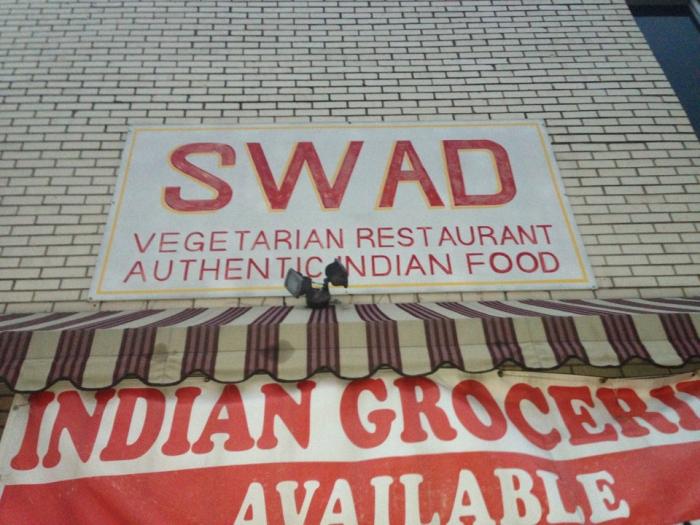 SWAD
VEGETARIAN RESTAURANT
AUTHENTIC INDIAN FOOD
INDIAN GROCERI
AVAILABLE